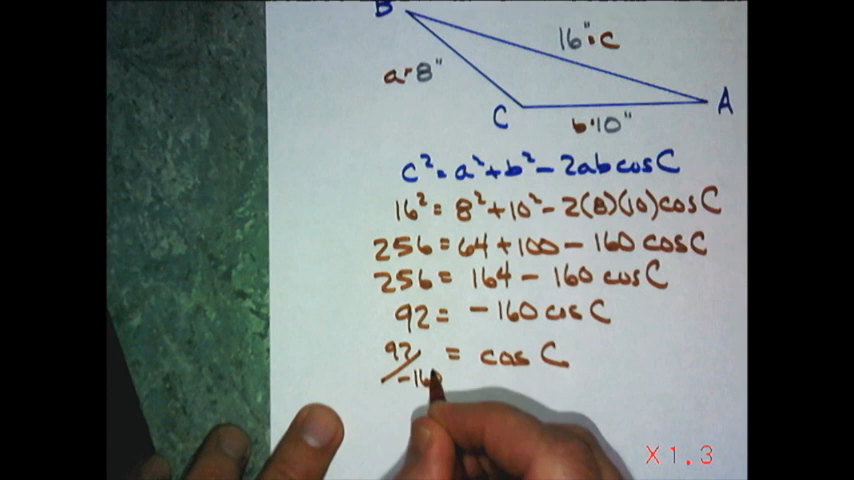 B
16" = c
a = 8"
C
A
b = 10"
c² = a² + b² - 2ab cos C
16² = 8² + 10² - 2(8)(10) cos C
256 = 64 + 100 - 160 cos C
256 = 164 - 160 cos C
92 = -160 cos C
92/-160 = cos C
X1.3